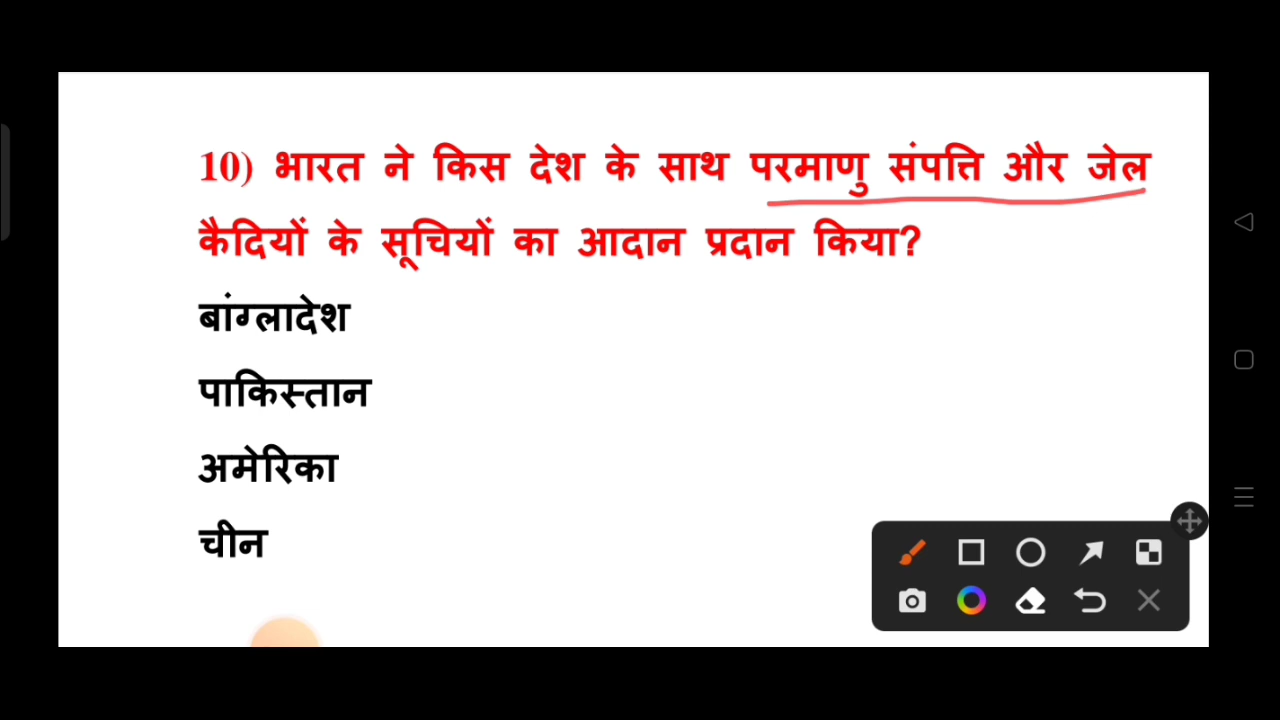 10) भारत ने किस देश के साथ परमाणु संपत्ति और जेल
कैदियों के सूचियों का आदान प्रदान किया?
बांग्लादेश
पाकिस्तान
अमेरिका
चीन